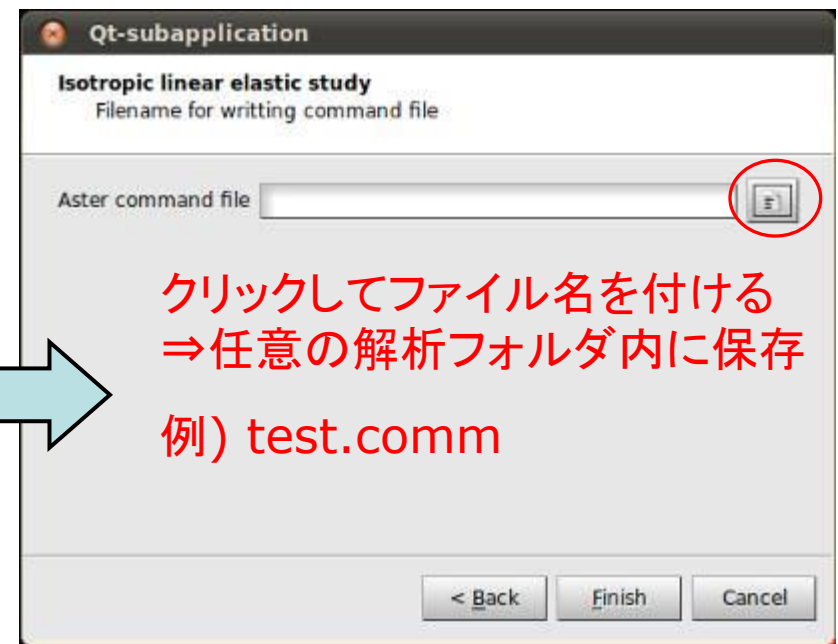 Qt-subapplication
Isotropic linear elastic study
Filename for writting command file
Aster command file
クリックしてファイル名を付ける
⇒任意の解析フォルダ内に保存
例) test.comm
< Back Finish Cancel